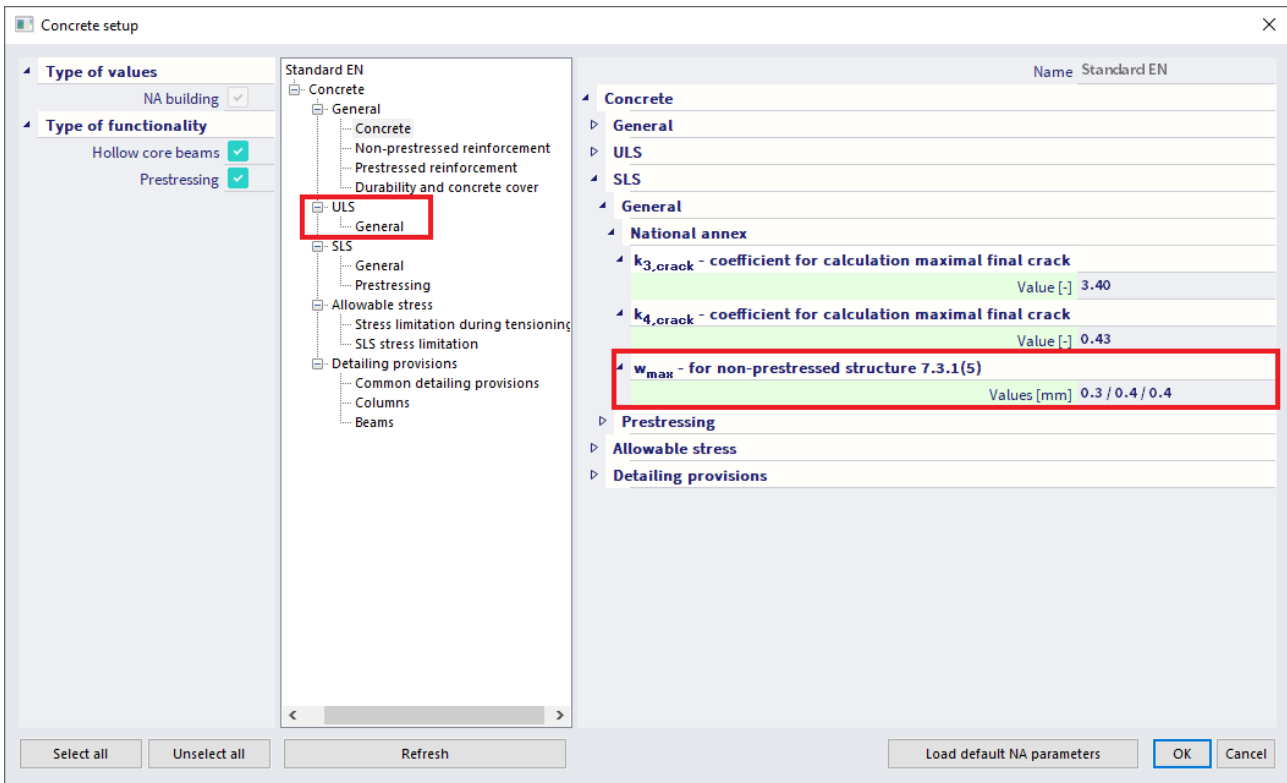 Concrete setup
Type of values
NA building
Type of functionality
Hollow core beams
Prestressing
Standard EN
Concrete
General
Concrete
Non-prestressed reinforcement
Prestressed reinforcement
Durability and concrete cover
ULS
General
SLS
General
Prestressing
Allowable stress
Stress limitation during tensioning
SLS stress limitation
Detailing provisions
Common detailing provisions
Columns
Beams
Name Standard EN
Concrete
General
ULS
SLS
General
National annex
k3,crack - coefficient for calculation maximal final crack
Value [-] 3.40
k4,crack - coefficient for calculation maximal final crack
Value [-] 0.43
wmax - for non-prestressed structure 7.3.1(5)
Values [mm] 0.3 / 0.4 / 0.4
Prestressing
Allowable stress
Detailing provisions
Select all Unselect all Refresh Load default NA parameters OK Cancel